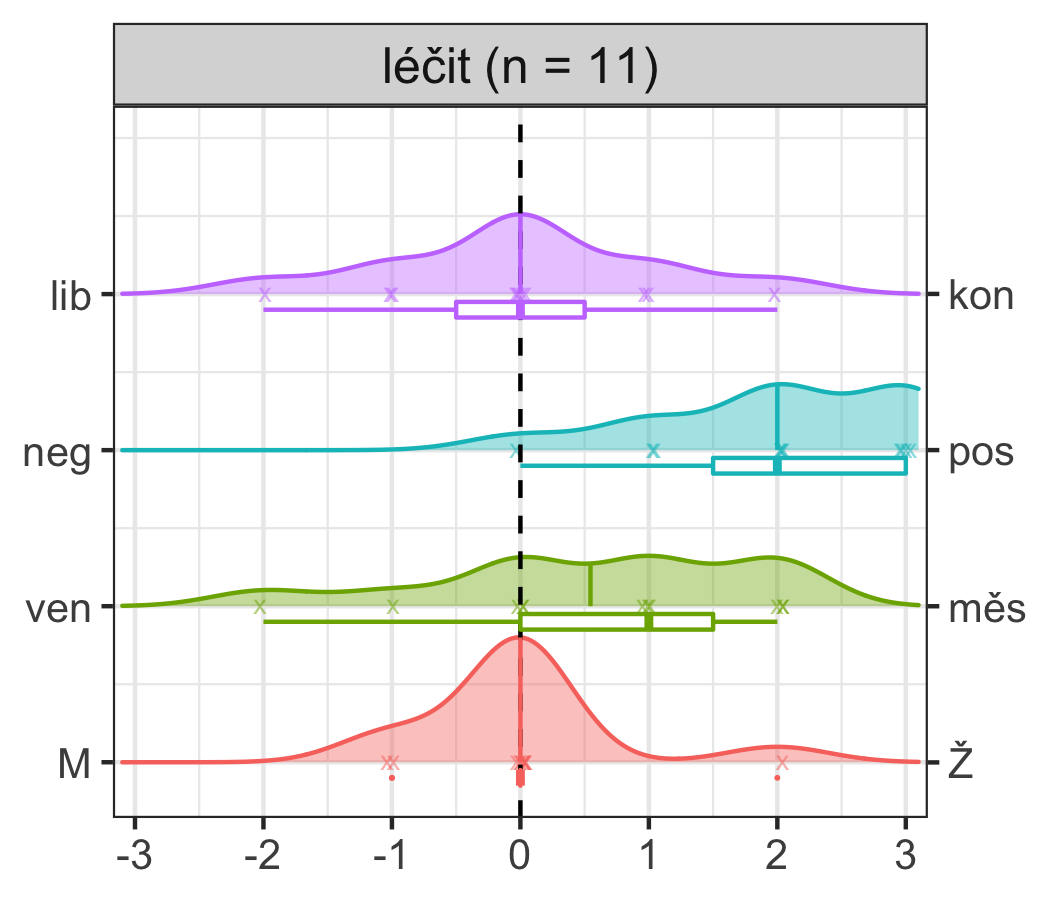 léčit (n = 11)
lib kon
neg pos
ven měs
M Ž
-3 -2 -1 0 1 2 3